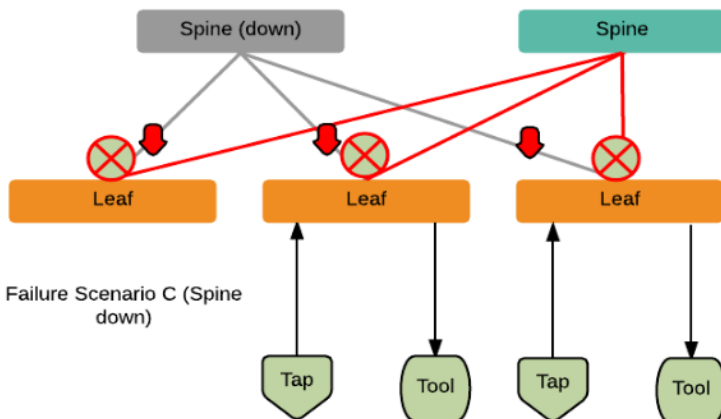 Spine (down)
Spine
Leaf
Leaf
Leaf
Failure Scenario C (Spine
down)
Tap
Tool
Tap
Tool